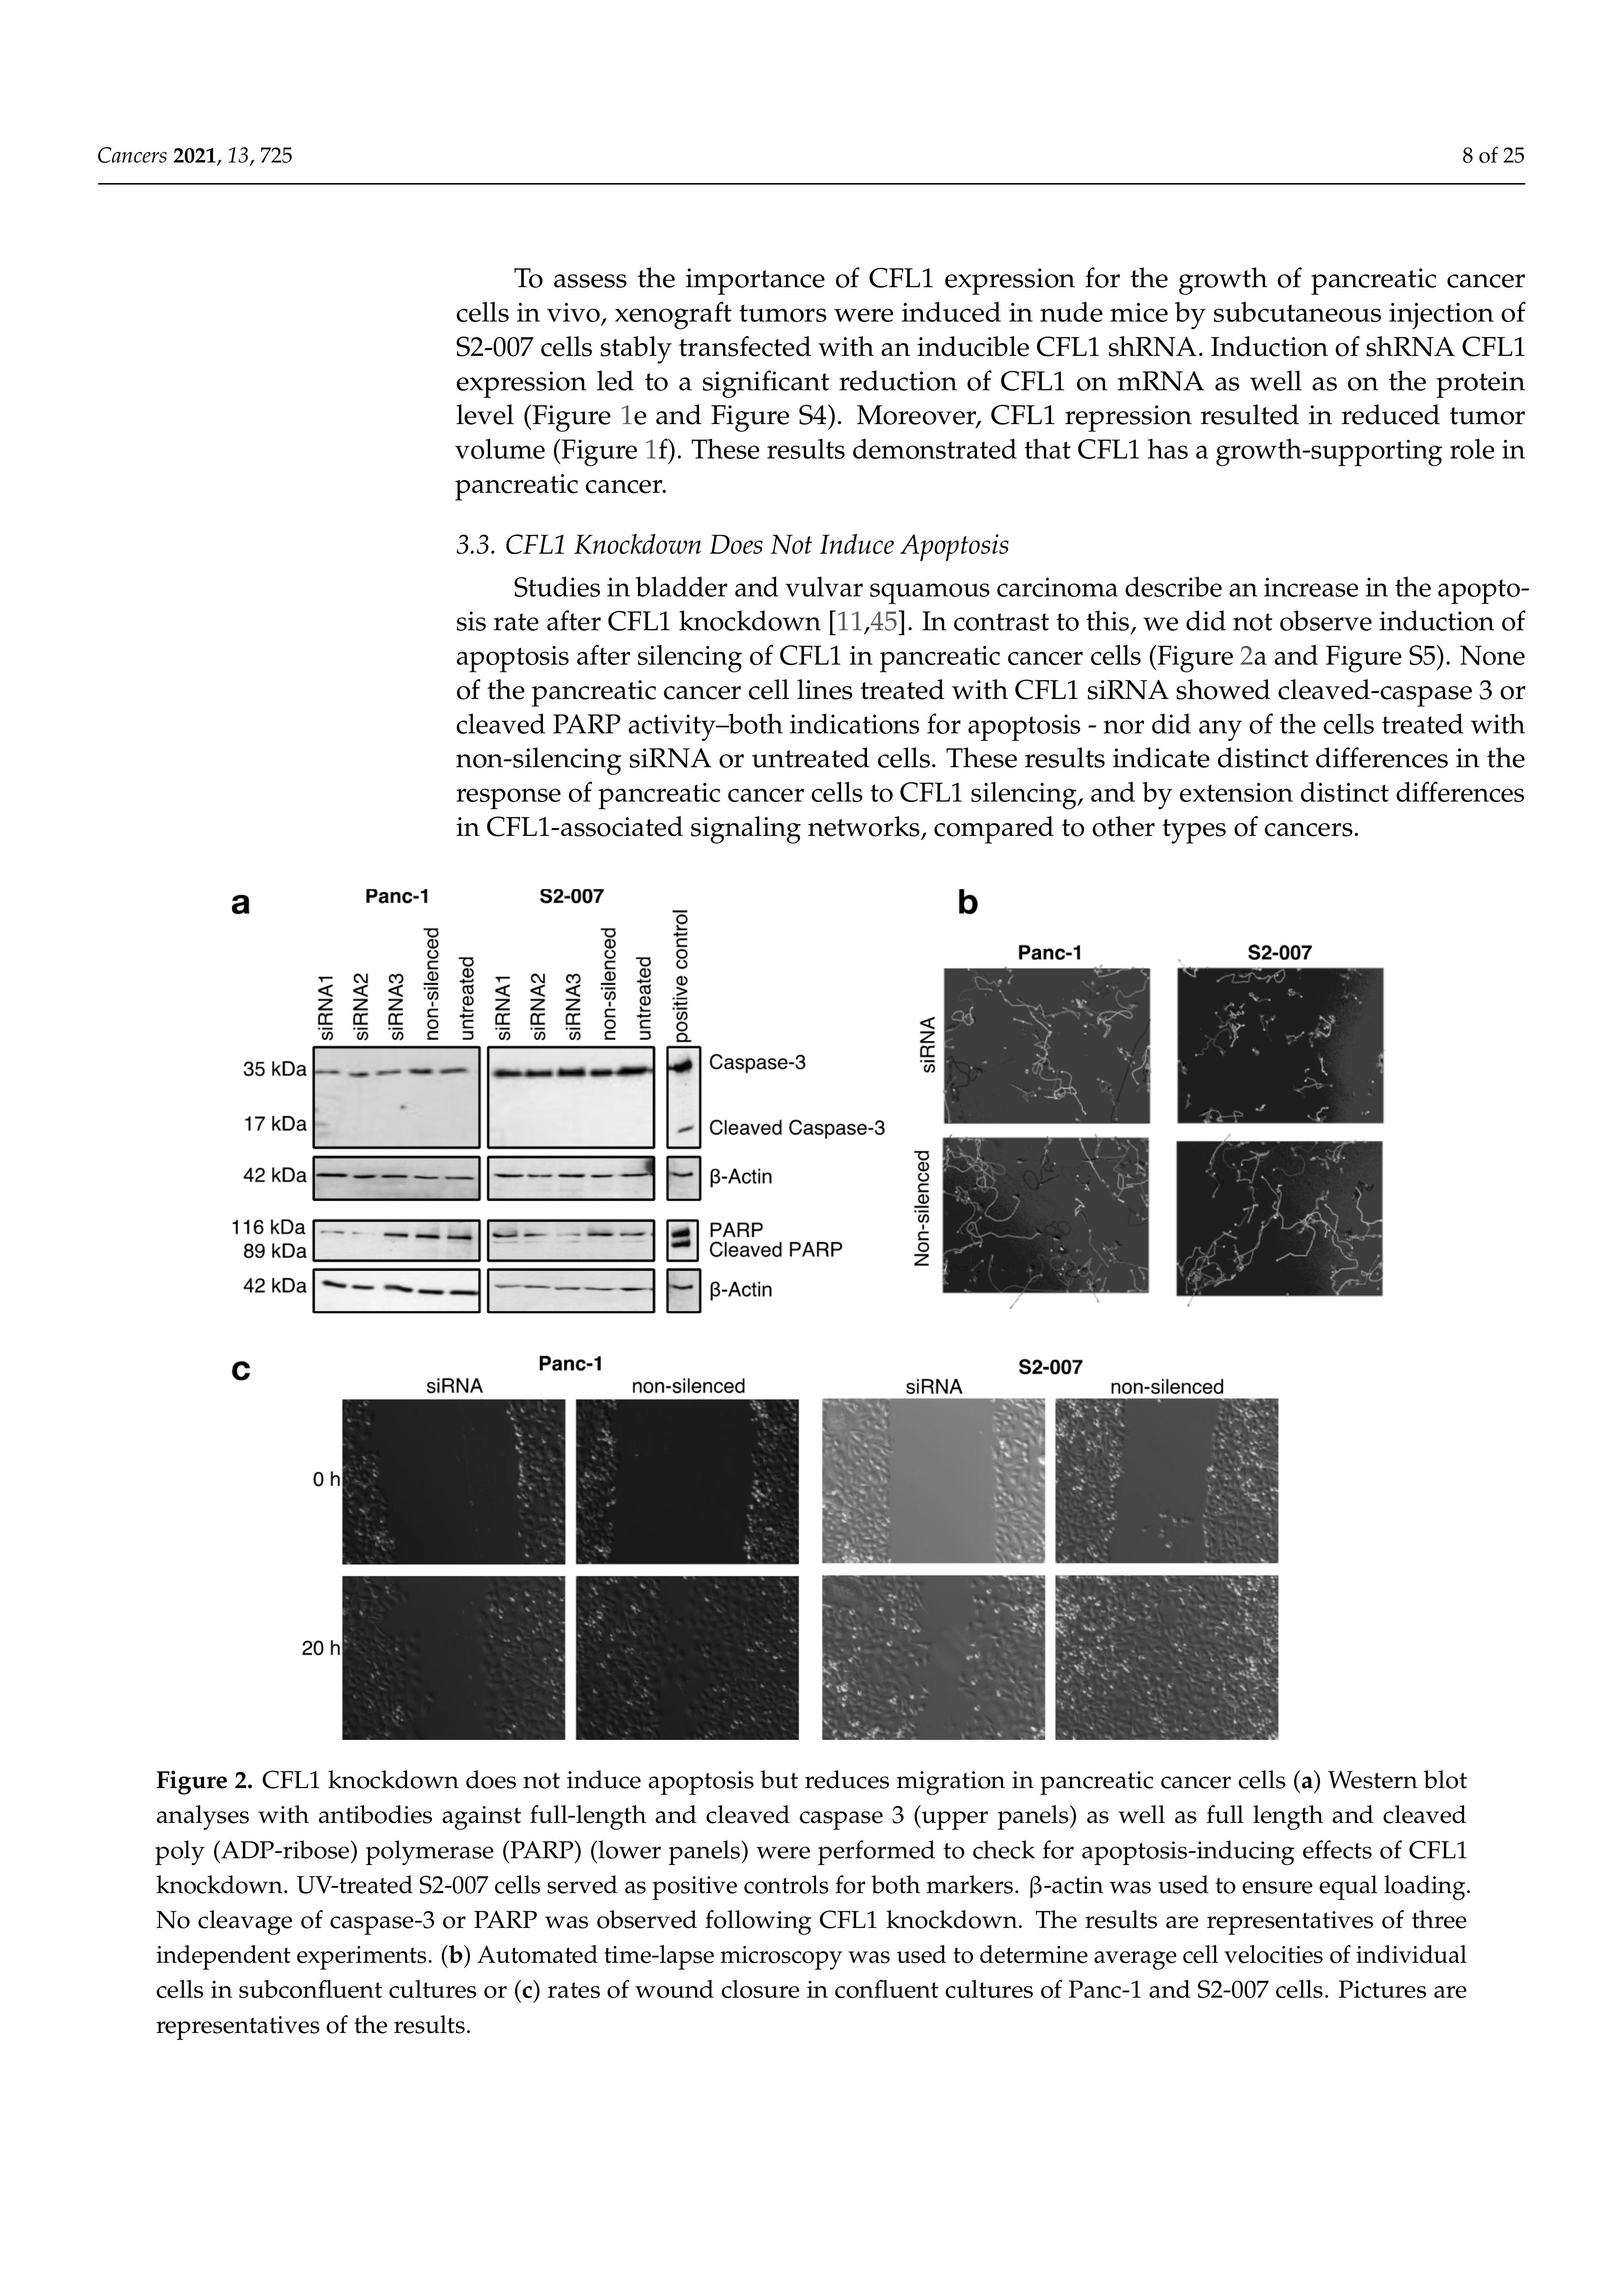 Cancers 2021, 13, 725
8 of 25
To assess the importance of CFL1 expression for the growth of pancreatic cancer
cells in vivo, xenograft tumors were induced in nude mice by subcutaneous injection of
S2-007 cells stably transfected with an inducible CFL1 shRNA. Induction of shRNA CFL1
expression led to a significant reduction of CFL1 on mRNA as well as on the protein
level (Figure 1e and Figure S4). Moreover, CFL1 repression resulted in reduced tumor
volume (Figure 1f). These results demonstrated that CFL1 has a growth-supporting role in
pancreatic cancer.
3.3. CFL1 Knockdown Does Not Induce Apoptosis
Studies in bladder and vulvar squamous carcinoma describe an increase in the apopto-
sis rate after CFL1 knockdown [11,45]. In contrast to this, we did not observe induction of
apoptosis after silencing of CFL1 in pancreatic cancer cells (Figure 2a and Figure S5). None
of the pancreatic cancer cell lines treated with CFL1 siRNA showed cleaved-caspase 3 or
cleaved PARP activity–both indications for apoptosis - nor did any of the cells treated with
non-silencing siRNA or untreated cells. These results indicate distinct differences in the
response of pancreatic cancer cells to CFL1 silencing, and by extension distinct differences
in CFL1-associated signaling networks, compared to other types of cancers.
a
Panc-1
S2-007
siRNA1
siRNA2
siRNA3
non-silenced
untreated
siRNA1
siRNA2
siRNA3
non-silenced
untreated
positive control
35 kDa
Caspase-3
17 kDa
Cleaved Caspase-3
42 kDa
β-Actin
116 kDa
PARP
89 kDa
Cleaved PARP
42 kDa
β-Actin
b
Panc-1
S2-007
siRNA
Non-silenced
c
Panc-1
S2-007
siRNA
non-silenced
siRNA
non-silenced
0 h
20 h
Figure 2. CFL1 knockdown does not induce apoptosis but reduces migration in pancreatic cancer cells (a) Western blot
analyses with antibodies against full-length and cleaved caspase 3 (upper panels) as well as full length and cleaved
poly (ADP-ribose) polymerase (PARP) (lower panels) were performed to check for apoptosis-inducing effects of CFL1
knockdown. UV-treated S2-007 cells served as positive controls for both markers. β-actin was used to ensure equal loading.
No cleavage of caspase-3 or PARP was observed following CFL1 knockdown. The results are representatives of three
independent experiments. (b) Automated time-lapse microscopy was used to determine average cell velocities of individual
cells in subconfluent cultures or (c) rates of wound closure in confluent cultures of Panc-1 and S2-007 cells. Pictures are
representatives of the results.